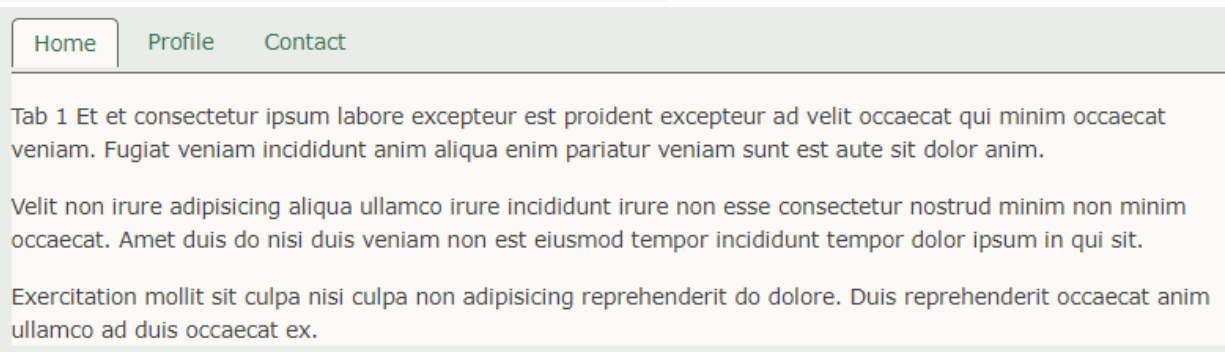 Home Profile Contact
Tab 1 Et et consectetur ipsum labore excepteur est proident excepteur ad velit occaecat qui minim occaecat
veniam. Fugiat veniam incididunt anim aliqua enim pariatur veniam sunt est aute sit dolor anim.
Velit non irure adipisicing aliqua ullamco irure incididunt irure non esse consectetur nostrud minim non minim
occaecat. Amet duis do nisi duis veniam non est eiusmod tempor incididunt tempor dolor ipsum in qui sit.
Exercitation mollit sit culpa nisi culpa non adipisicing reprehenderit do dolore. Duis reprehenderit occaecat anim
ullamco ad duis occaecat ex.